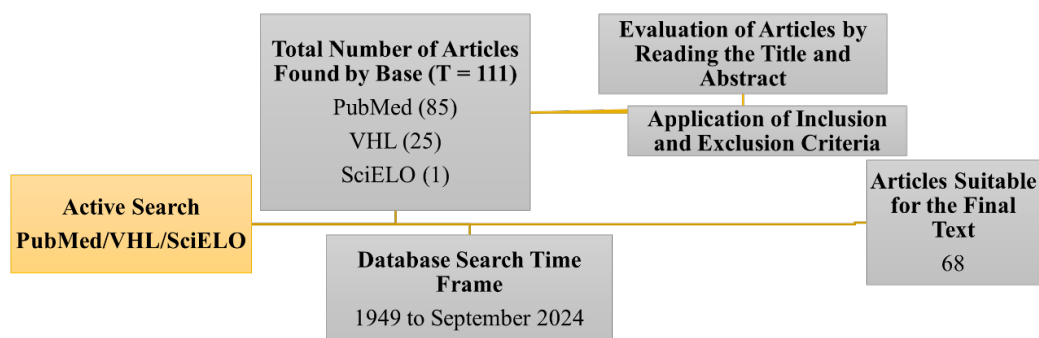 Active Search
PubMed/VHL/SciELO
Total Number of Articles
Found by Base (T = 111)
PubMed (85)
VHL (25)
SciELO (1)
Evaluation of Articles by
Reading the Title and
Abstract
Application of Inclusion
and Exclusion Criteria
Database Search Time
Frame
1949 to September 2024
Articles Suitable
for the Final
Text
68